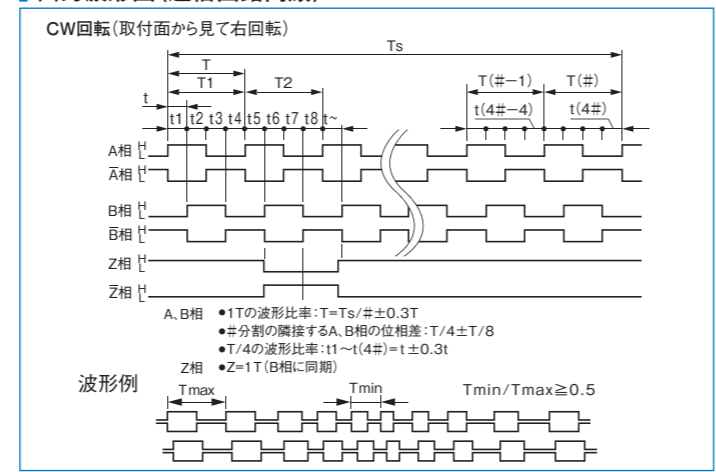 CW回転(取付面から見て右回転)
Ts
T
T1 T2 T(#−1) T(#)
t t(4#−4) t(4#)
t1 t2 t3 t4 t5 t6 t7 t8 t~
A相 H L
A̅相 H L
B相 H L
B̅相 H L
Z相 H L
Z̅相 H L
A、B相 ●1Tの波形比率:T=Ts/#±0.3T
●#分割の隣接するA、B相の位相差:T/4±T/8
●T/4の波形比率:t1~t(4#)=t±0.3t
Z相 ●Z=1T(B相に同期)
波形例 Tmax Tmin Tmin/Tmax≧0.5